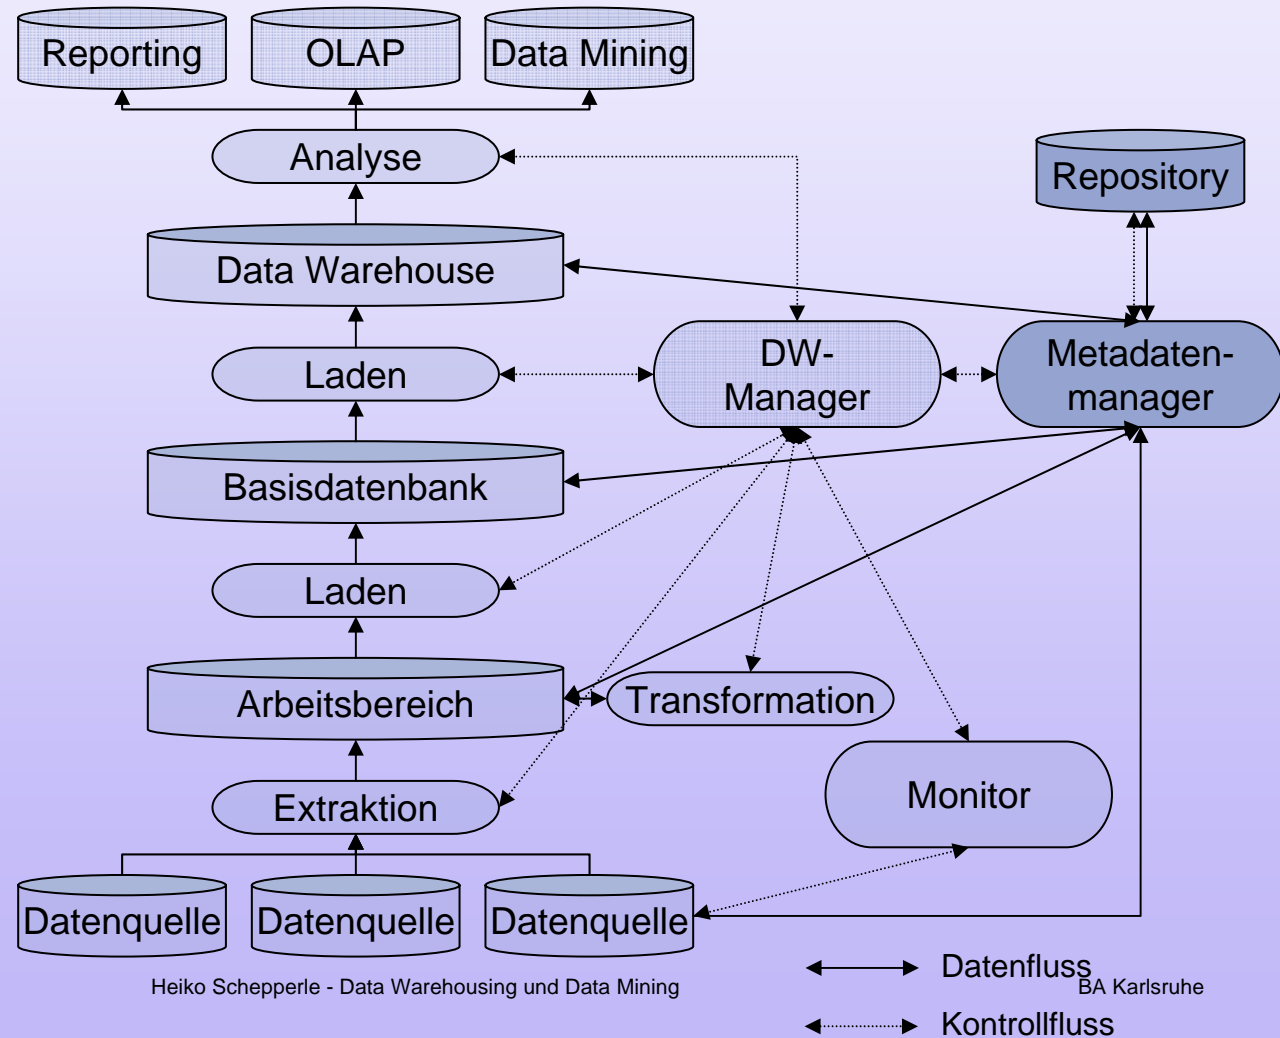 Reporting
OLAP
Data Mining
Analyse
Repository
Data Warehouse
DW-
Manager
Metadaten-
manager
Laden
Basisdatenbank
Laden
Arbeitsbereich
Transformation
Extraktion
Monitor
Datenquelle
Datenquelle
Datenquelle
Datenfluss
Heiko Schepperle - Data Warehousing und Data Mining
BA Karlsruhe
Kontrollfluss